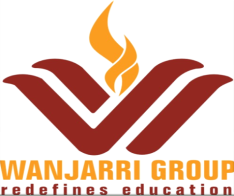 WANJARRI GROUP
redefines education